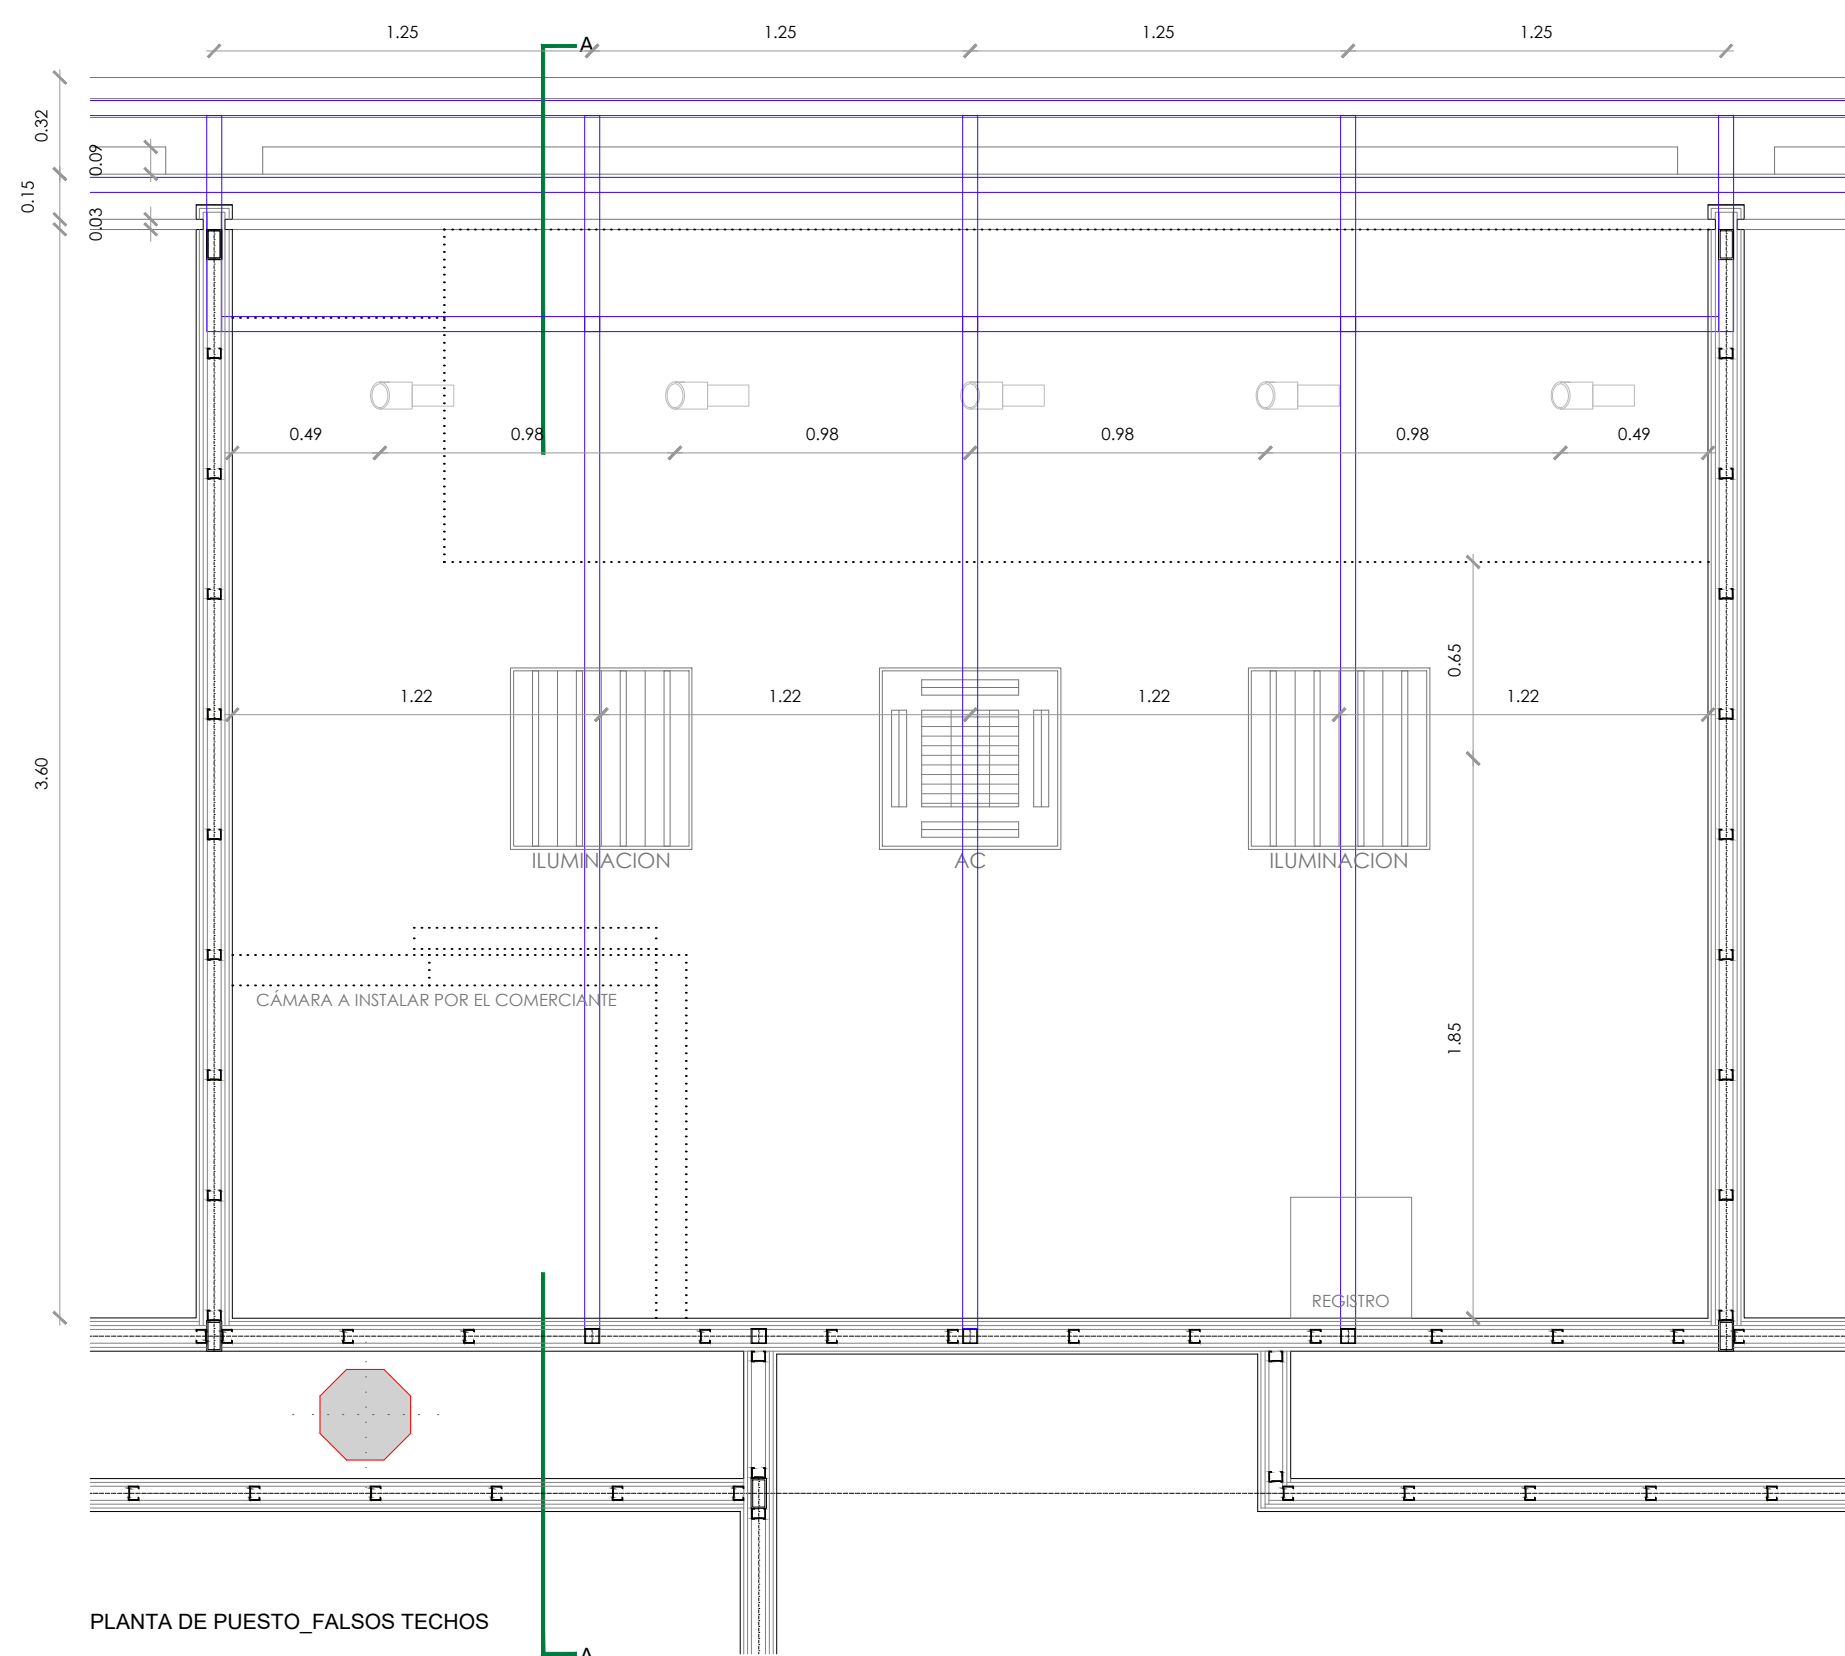 1.25 1.25 1.25 1.25
A
0.32
0.09
0.15
0.03
0.49 0.98 0.98 0.98 0.98 0.49
0.65
1.22 1.22 1.22 1.22
3.60
ILUMINACION AC ILUMINACION
CÁMARA A INSTALAR POR EL COMERCIANTE
1.85
REGISTRO
PLANTA DE PUESTO_FALSOS TECHOS
A